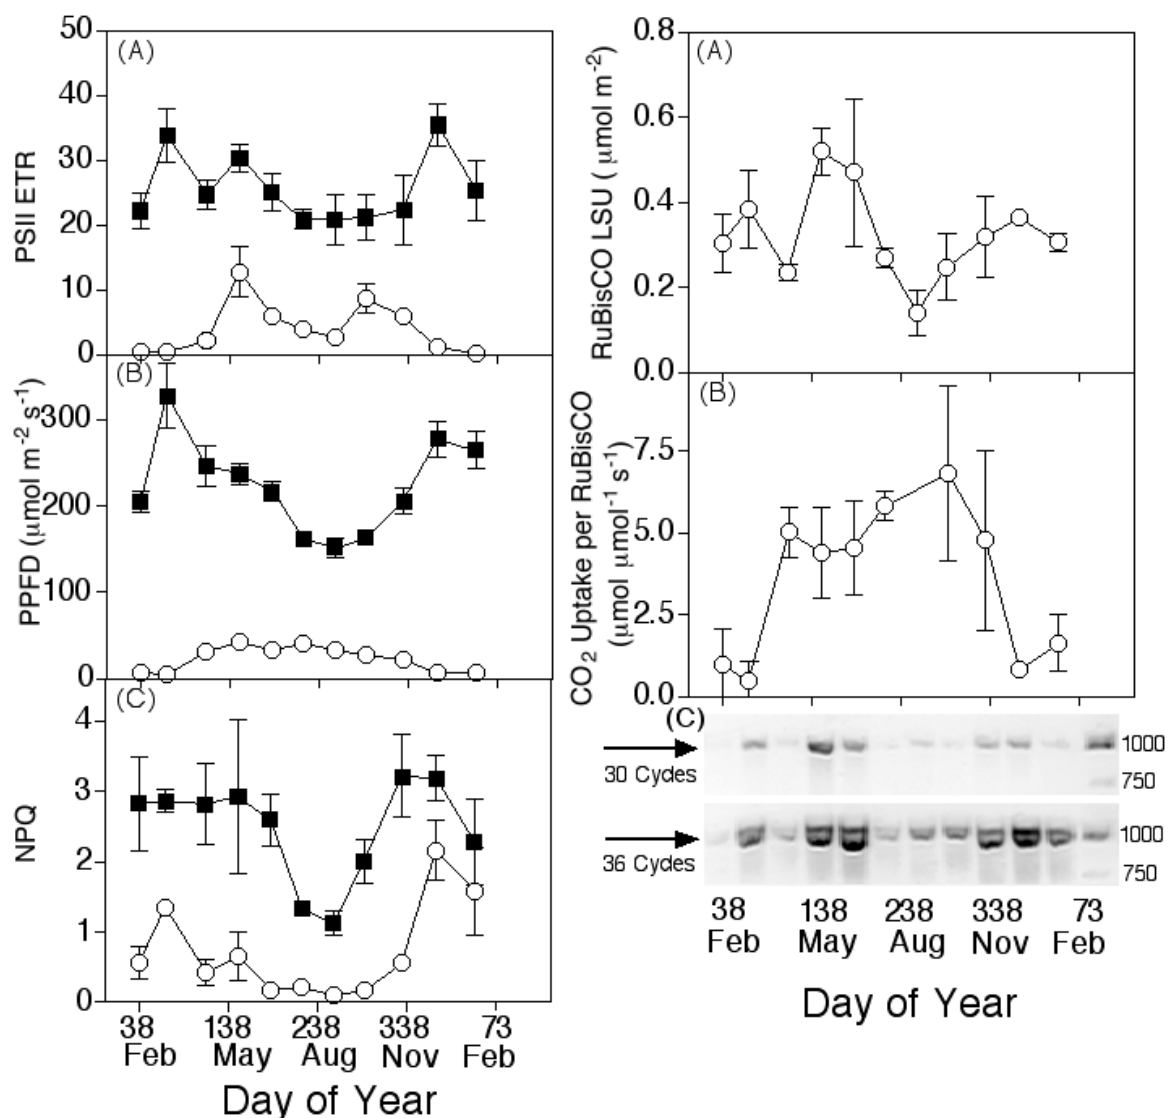 (A)
50
40
30
20
10
0
PSII ETR
(B)
300
200
100
0
PPFD (μmol m⁻² s⁻¹)
(C)
4
3
2
1
0
NPQ
38 138 238 338 73
Feb May Aug Nov Feb
Day of Year
(A)
0.8
0.6
0.4
0.2
0.0
RuBisCO LSU ( μmol m⁻²)
(B)
7.5
5.0
2.5
0.0
CO₂ Uptake per RuBisCO
(μmol μmol⁻¹ s⁻¹)
(C)
30 Cycles
1000
750
36 Cycles
1000
750
38 138 238 338 73
Feb May Aug Nov Feb
Day of Year